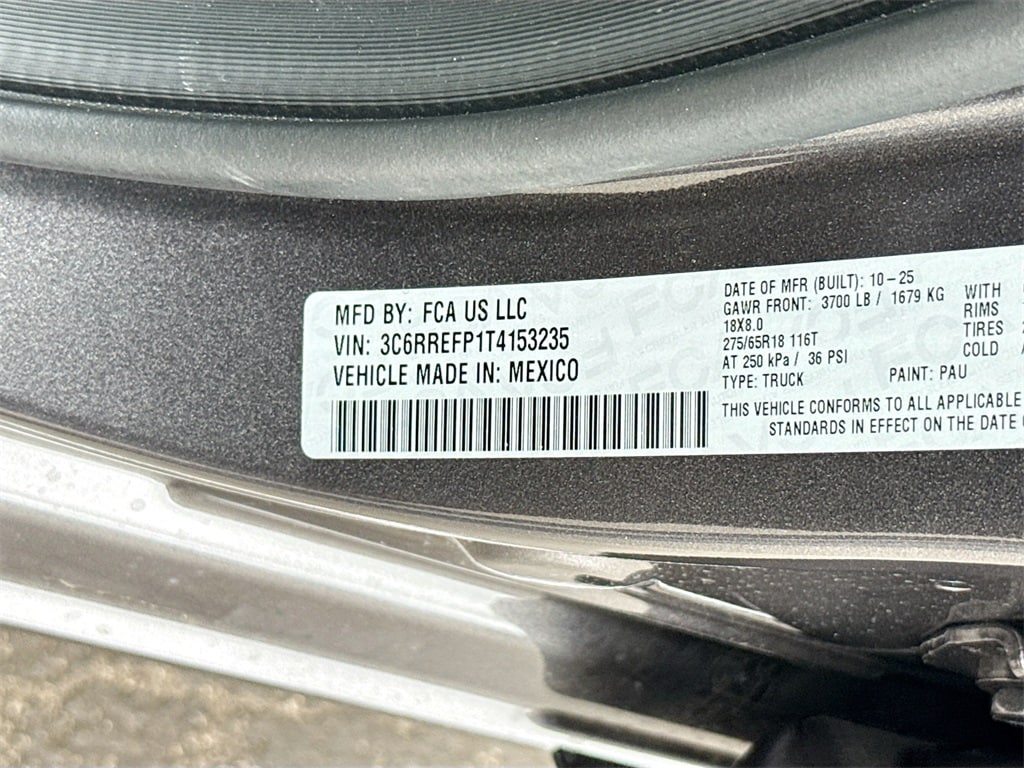 MFD BY: FCA US LLC
VIN: 3C6RREFP1T4153235
VEHICLE MADE IN: MEXICO
DATE OF MFR (BUILT): 10-25
GAWR FRONT: 3700 LB / 1679 KG WITH
18X8.0 RIMS
275/65R18 116T TIRES
AT 250 kPa / 36 PSI COLD
TYPE: TRUCK PAINT: PAU
THIS VEHICLE CONFORMS TO ALL APPLICABLE
STANDARDS IN EFFECT ON THE DATE